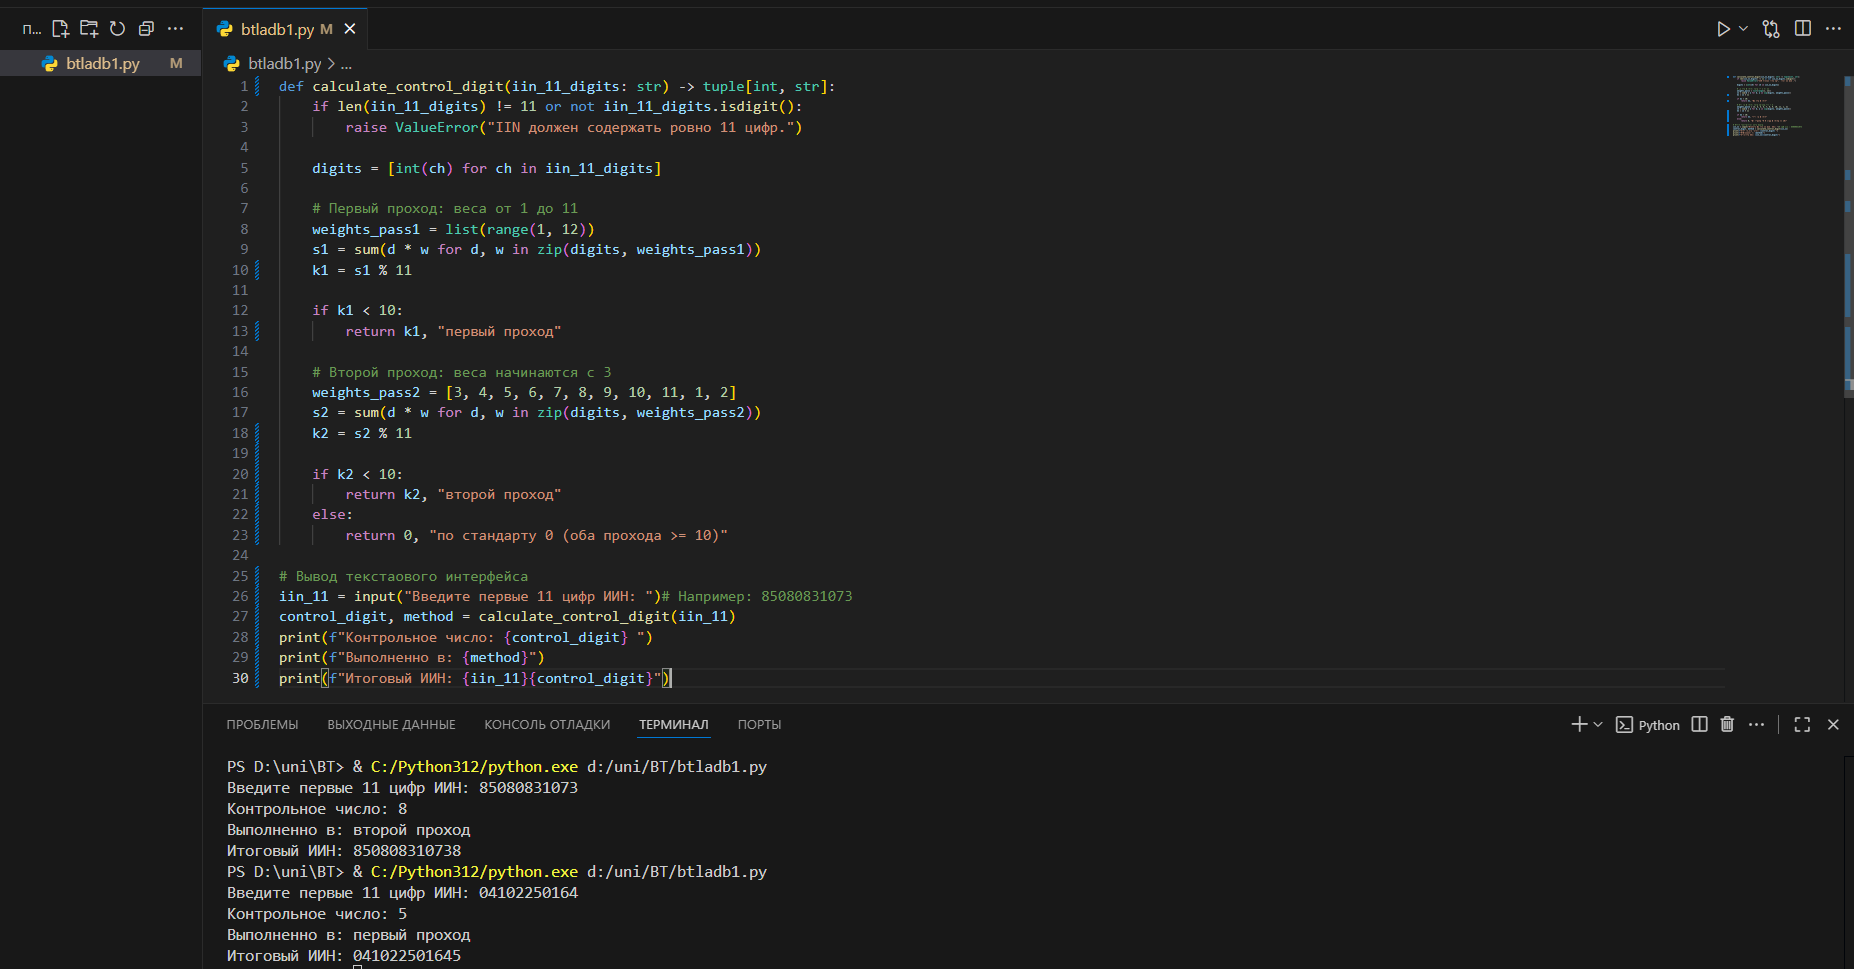 П...
btladb1.py M
btladb1.py M
btladb1.py > ...
1 def calculate_control_digit(iin_11_digits: str) -> tuple[int, str]:
2 if len(iin_11_digits) != 11 or not iin_11_digits.isdigit():
3 raise ValueError("IIN должен содержать ровно 11 цифр.")
4
5 digits = [int(ch) for ch in iin_11_digits]
6
7 # Первый проход: веса от 1 до 11
8 weights_pass1 = list(range(1, 12))
9 s1 = sum(d * w for d, w in zip(digits, weights_pass1))
10 k1 = s1 % 11
11
12 if k1 < 10:
13 return k1, "первый проход"
14
15 # Второй проход: веса начинаются с 3
16 weights_pass2 = [3, 4, 5, 6, 7, 8, 9, 10, 11, 1, 2]
17 s2 = sum(d * w for d, w in zip(digits, weights_pass2))
18 k2 = s2 % 11
19
20 if k2 < 10:
21 return k2, "второй проход"
22 else:
23 return 0, "по стандарту 0 (оба прохода >= 10)"
24
25 # Вывод текстаового интерфейса
26 iin_11 = input("Введите первые 11 цифр ИИН: ")# Например: 85080831073
27 control_digit, method = calculate_control_digit(iin_11)
28 print(f"Контрольное число: {control_digit} ")
29 print(f"Выполненно в: {method}")
30 print(f"Итоговый ИИН: {iin_11}{control_digit}")
ПРОБЛЕМЫ ВЫХОДНЫЕ ДАННЫЕ КОНСОЛЬ ОТЛАДКИ ТЕРМИНАЛ ПОРТЫ
Python
PS D:\uni\BT> & C:/Python312/python.exe d:/uni/BT/btladb1.py
Введите первые 11 цифр ИИН: 85080831073
Контрольное число: 8
Выполненно в: второй проход
Итоговый ИИН: 850808310738
PS D:\uni\BT> & C:/Python312/python.exe d:/uni/BT/btladb1.py
Введите первые 11 цифр ИИН: 04102250164
Контрольное число: 5
Выполненно в: первый проход
Итоговый ИИН: 041022501645